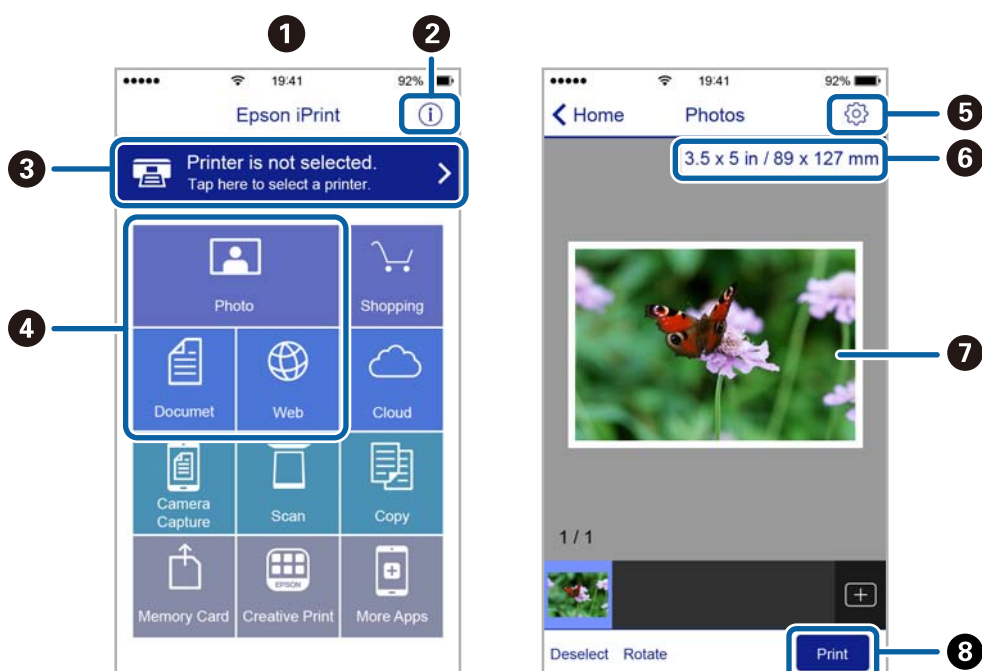 1
2
19:41
92%
Epson iPrint
3
Printer is not selected.
Tap here to select a printer.
4
Photo
Shopping
Documet
Web
Cloud
Camera
Capture
Scan
Copy
EPSON
Memory Card
Creative Print
More Apps
19:41
92%
Home
Photos
5
3.5 x 5 in / 89 x 127 mm
6
7
1 / 1
Deselect
Rotate
Print
8